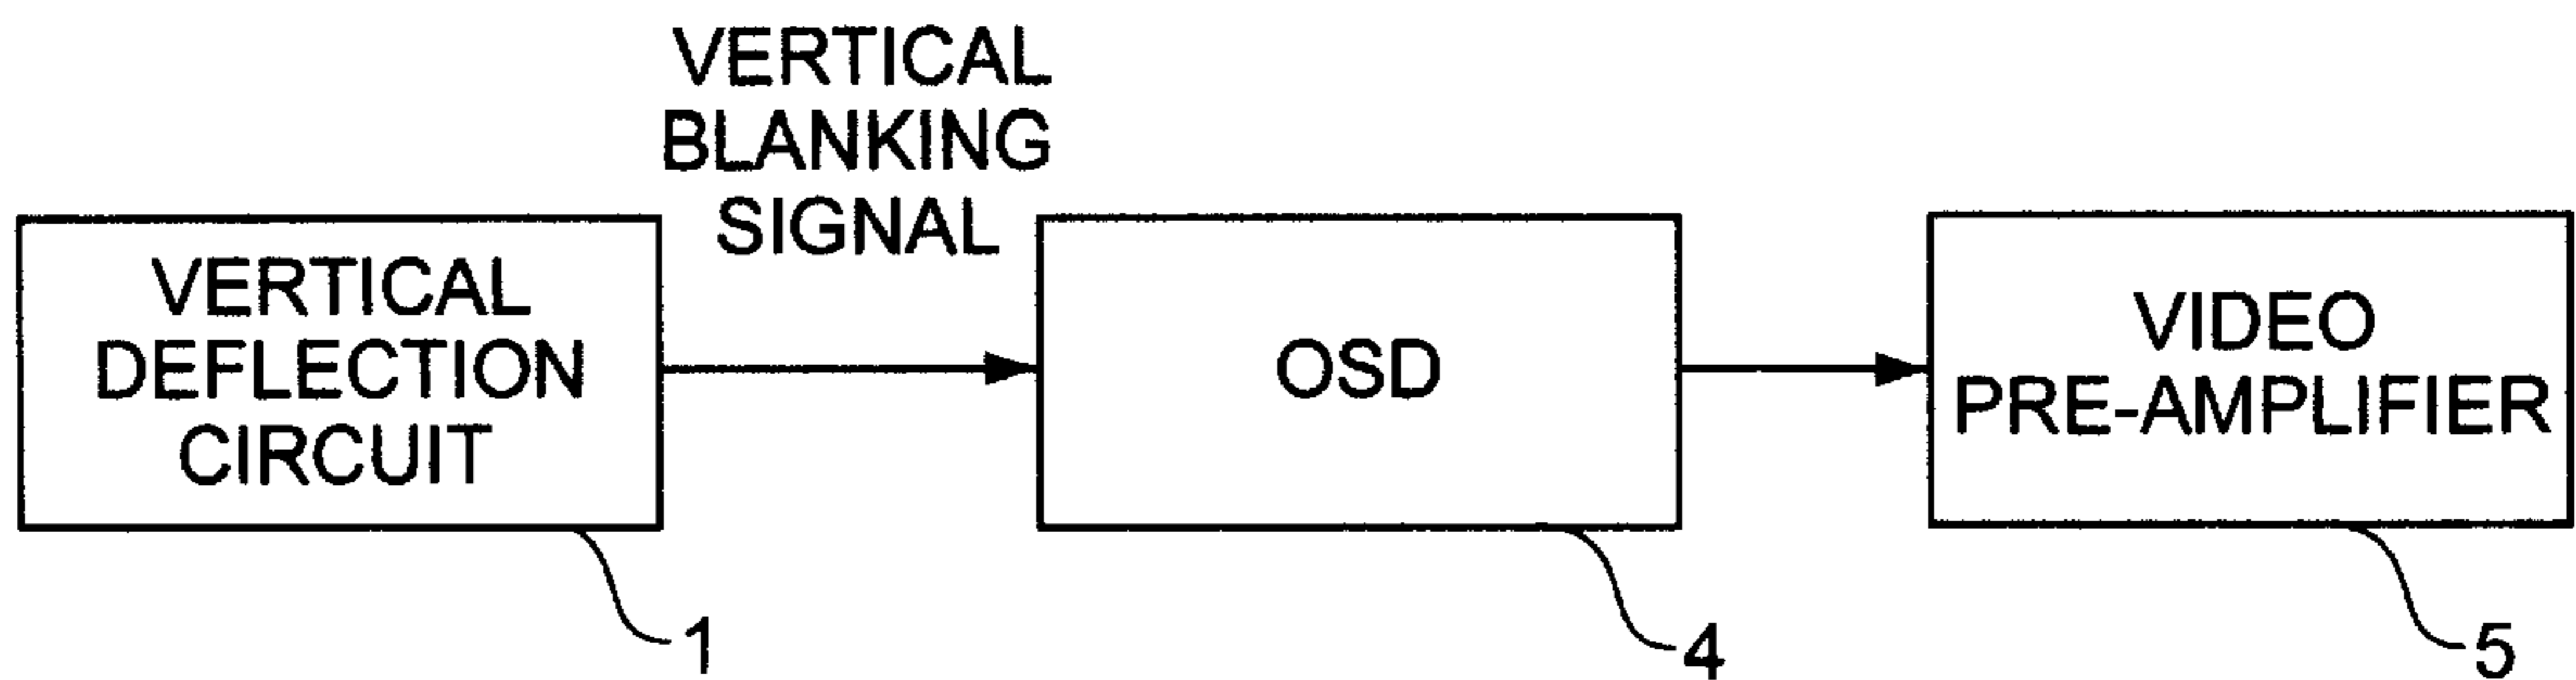 VERTICAL
BLANKING
SIGNAL
VERTICAL
DEFLECTION
CIRCUIT
OSD
VIDEO
PRE-AMPLIFIER
1
4
5